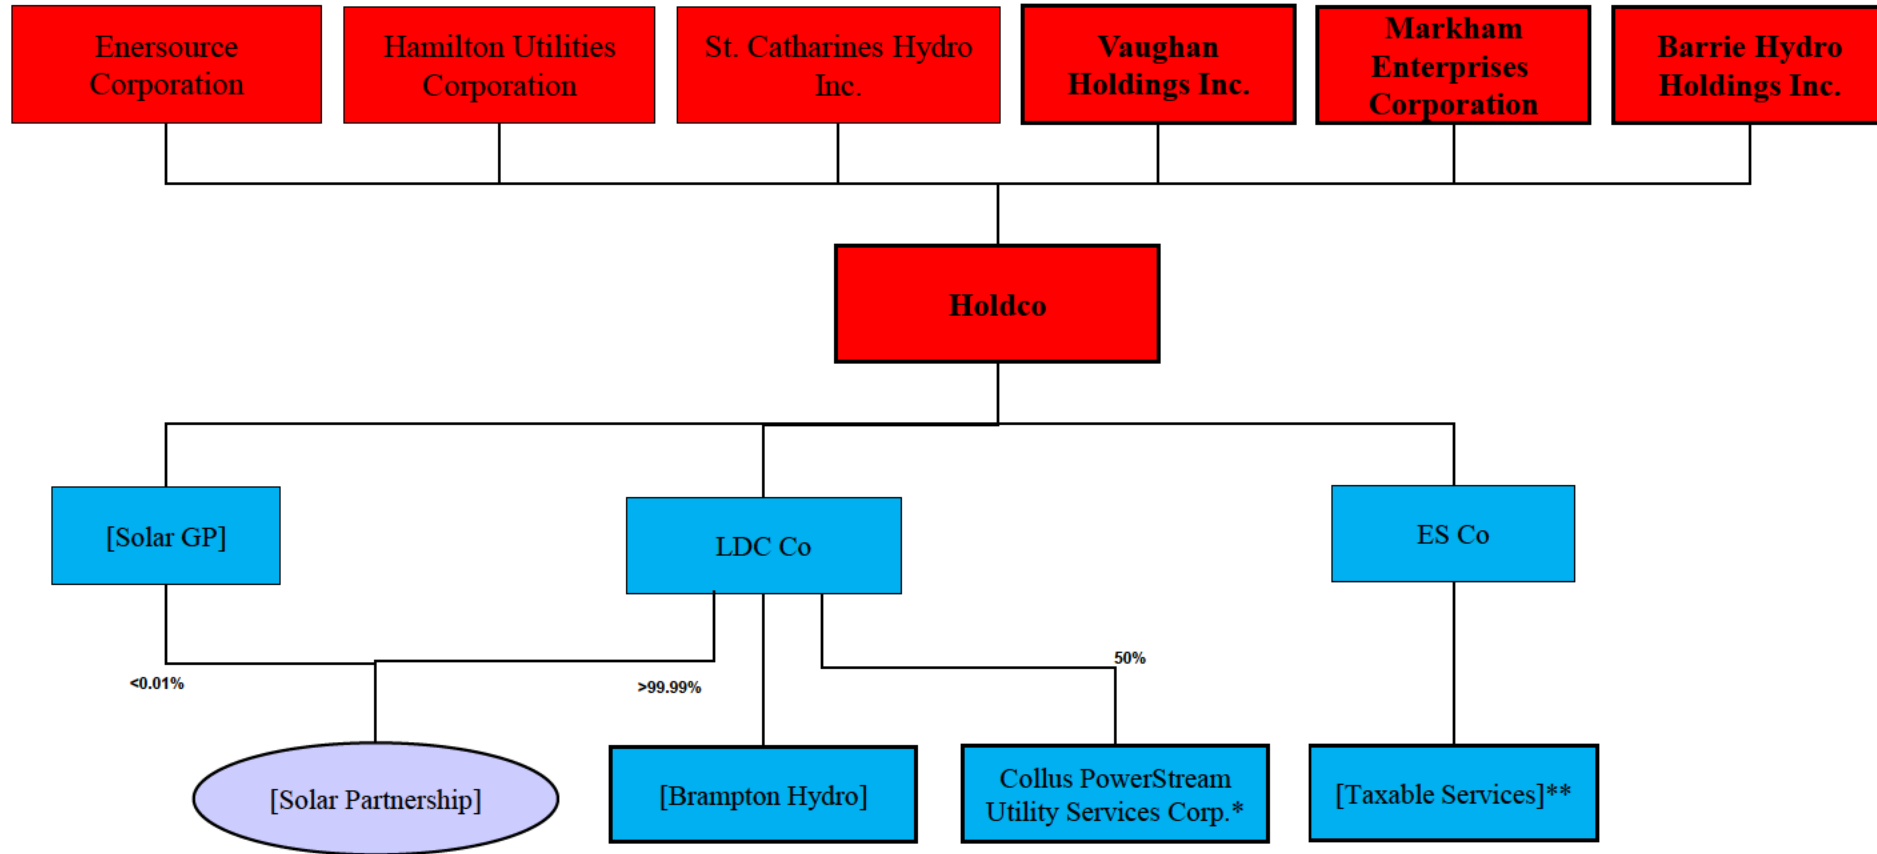 Enersource
Corporation
Hamilton Utilities
Corporation
St. Catharines Hydro
Inc.
Vaughan
Holdings Inc.
Markham
Enterprises
Corporation
Barrie Hydro
Holdings Inc.
Holdco
[Solar GP]
LDC Co
ES Co
<0.01%
>99.99%
50%
[Solar Partnership]
[Brampton Hydro]
Collus PowerStream
Utility Services Corp.*
[Taxable Services]**